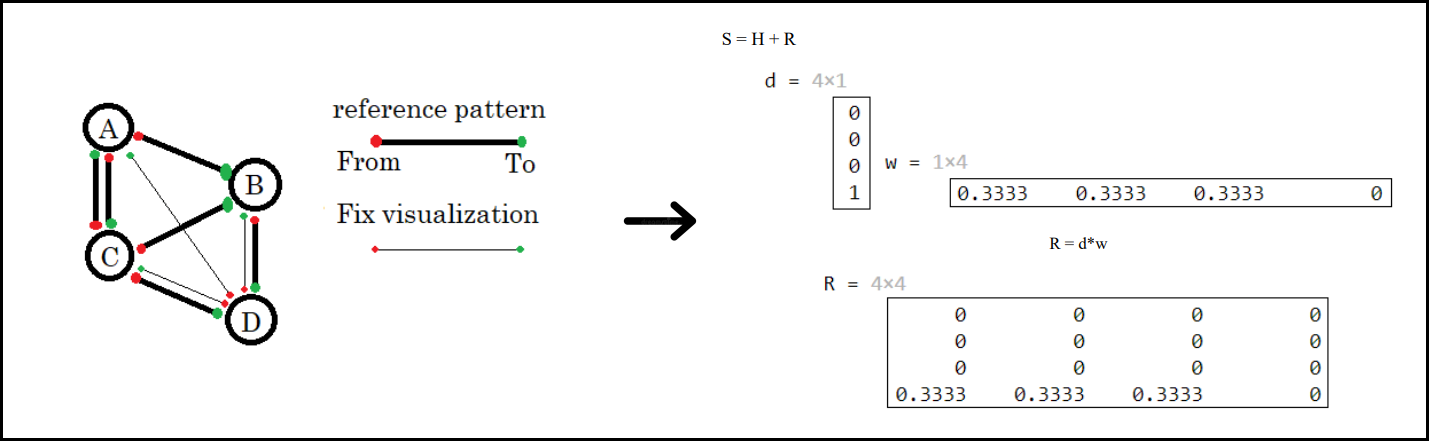 A
B
C
D
reference pattern
From To
Fix visualization
S = H + R
d = 4×1
0
0
0
1
w = 1×4
0.3333 0.3333 0.3333 0
R = d*w
R = 4×4
0 0 0 0
0 0 0 0
0 0 0 0
0.3333 0.3333 0.3333 0